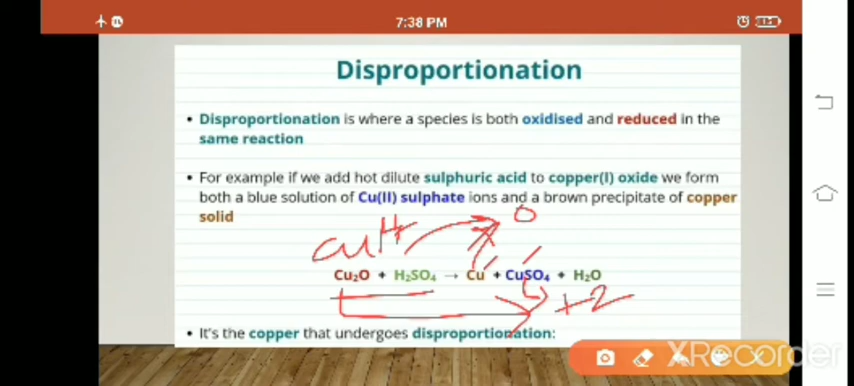 7:38 PM
Disproportionation
• Disproportionation is where a species is both oxidised and reduced in the
same reaction
• For example if we add hot dilute sulphuric acid to copper(I) oxide we form
both a blue solution of Cu(II) sulphate ions and a brown precipitate of copper
solid
0
Cu₂O + H₂SO₄ → Cu + CuSO₄ + H₂O
+2
• It's the copper that undergoes disproportionation:
XRecorder